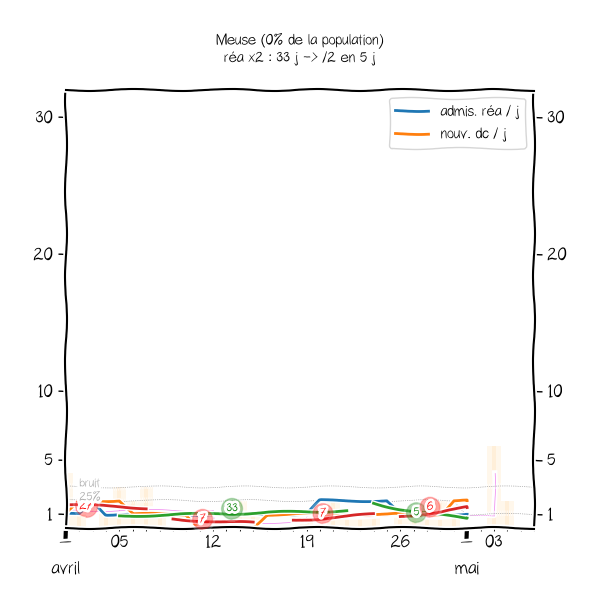 Meuse (0% de la population)
réa x2 : 33 j -> /2 en 5 j
admis. réa / j
nouv. dc / j
30 30
20 20
10 10
5 5
bruit
25%
27 7 33 7 5 6
1 1
05 12 19 26 03
avril mai